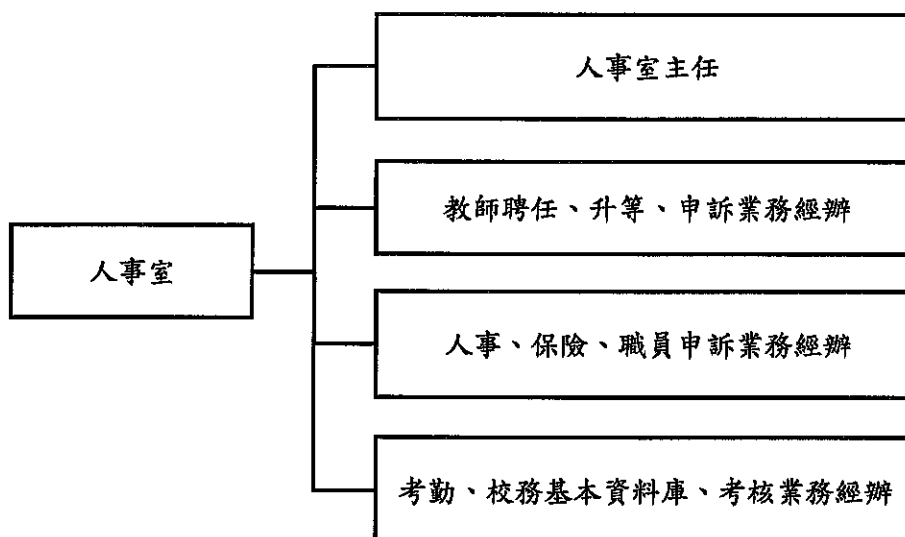 人事室主任
教師聘任、升等、申訴業務經辦
人事室
人事、保險、職員申訴業務經辦
考勤、校務基本資料庫、考核業務經辦